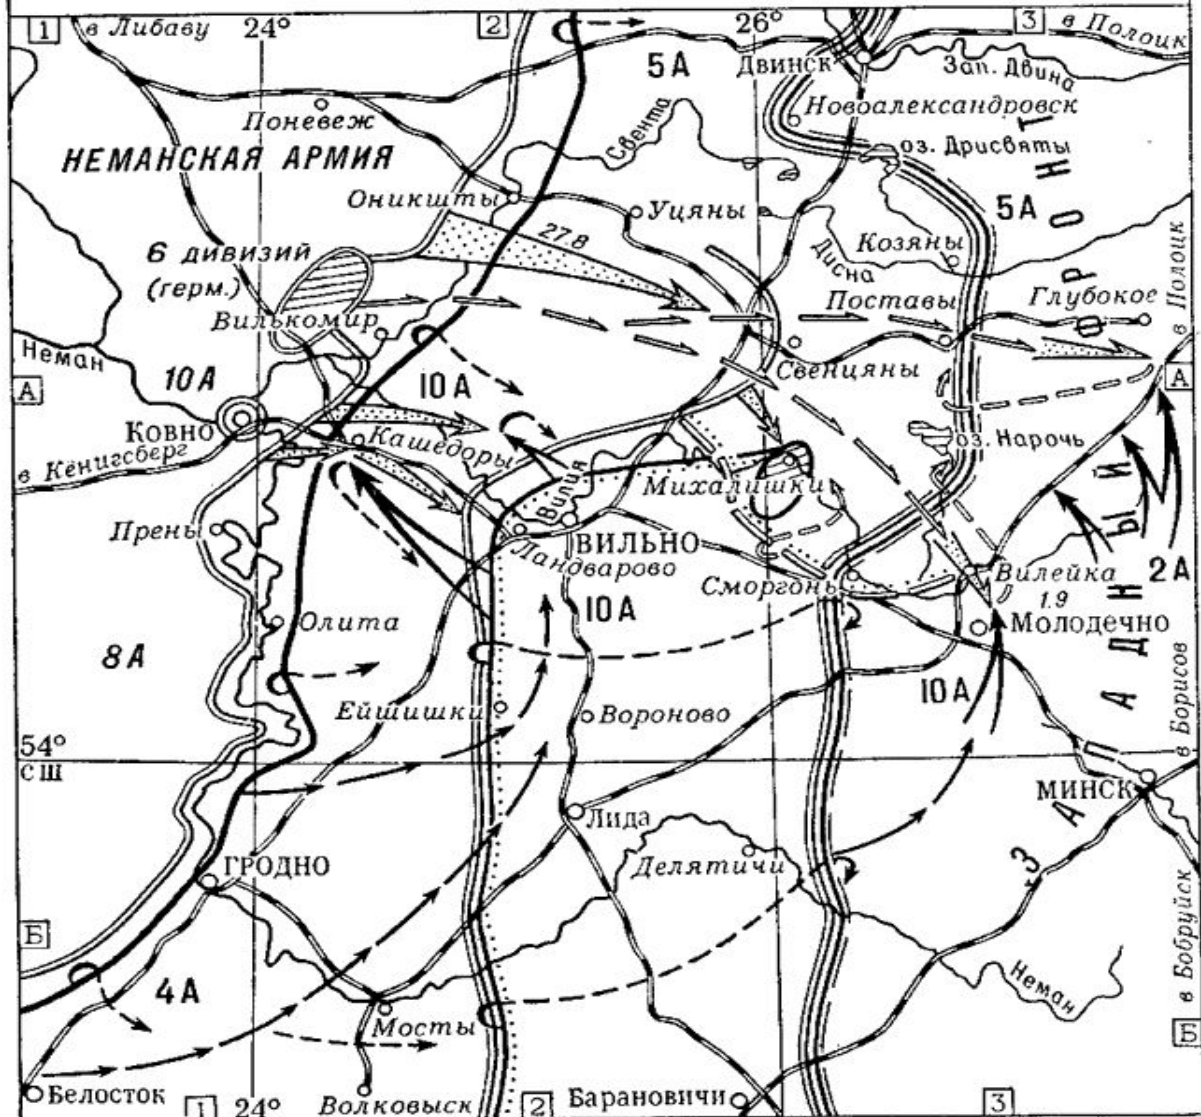 1
в Либаву
24°
2
26°
3
в Полоцк
5А
ДВИНСК
Зап. Двина
Новоалександровск
Поневеж
Свента
оз. Дрисвяты
НЕМАНСКАЯ АРМИЯ
Оникшты
Уцяны
5А
27.8
Козяны
6 дивизий
(герм.)
Дисна
в Полоцк
Поставы
Глубокое
Вилькомир
Неман
Свенцяны
10А
10А
А
А
Ковно
Кашедоры
оз. Нарочь
в Кёнигсберг
Вилия
Михалишки
Прены
ВИЛЬНО
Ландварово
Сморгонь
Вилейка
1.9
2А
10А
Олита
Молодечно
8А
10А
Ейшишки
Вороново
в Борисов
54°
СШ
МИНСК
Лида
Делятичи
ГРОДНО
ЗАПАДНЫЙ ФРОНТ
Б
Неман
в Бобруйск
4А
Мосты
Б
Белосток
1
24°
Волковыск
2
Барановичи
3